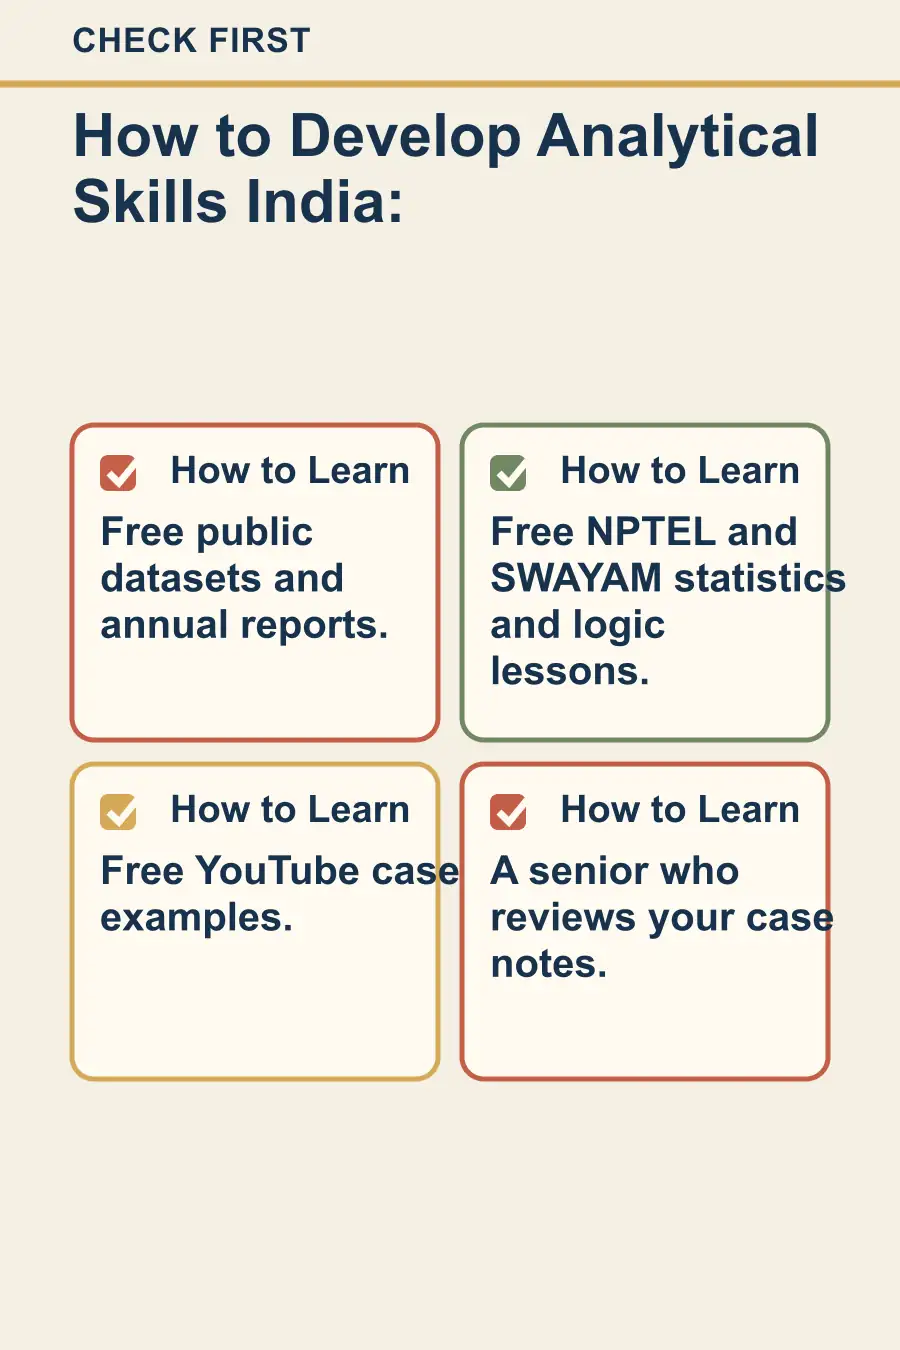 CHECK FIRST
How to Develop Analytical
Skills India:
How to Learn
Free public
datasets and
annual reports.
How to Learn
Free NPTEL and
SWAYAM statistics
and logic
lessons.
How to Learn
Free YouTube case
examples.
How to Learn
A senior who
reviews your case
notes.